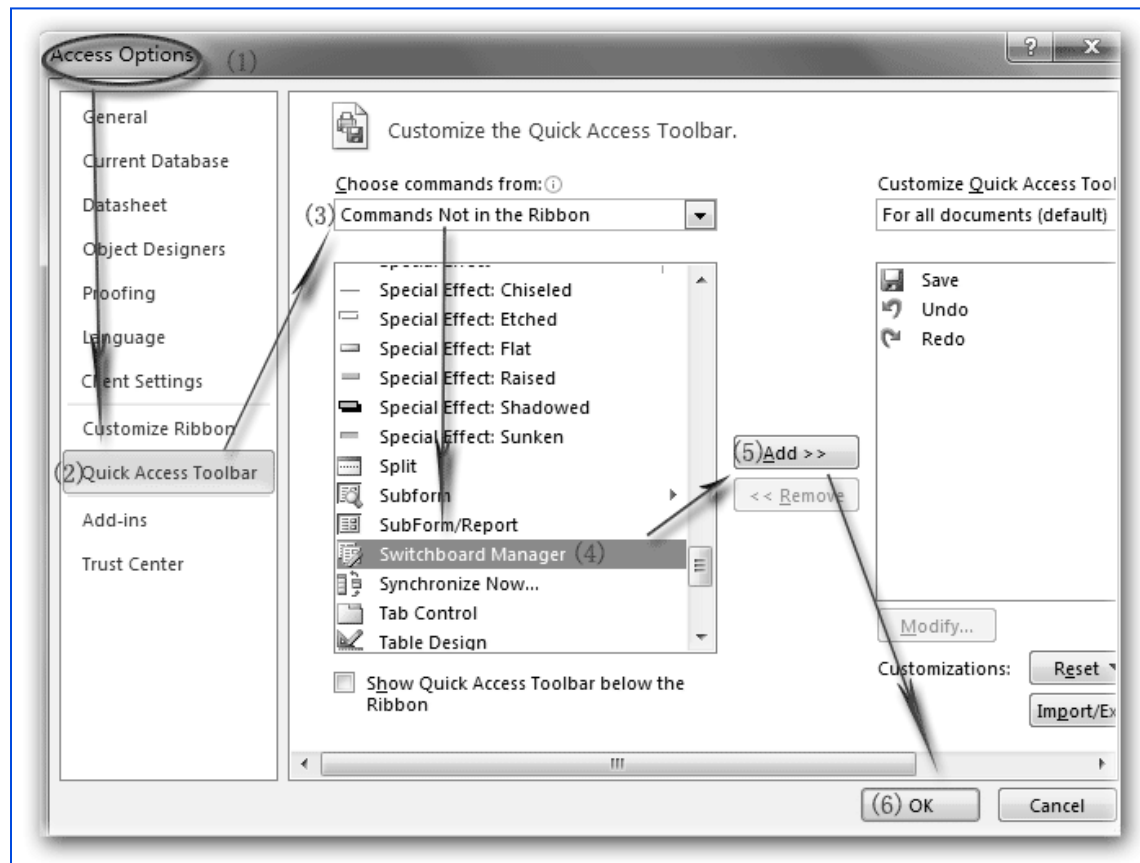 Access Options (1)
General
Current Database
Datasheet
Object Designers
Proofing
Language
Client Settings
Customize Ribbon
(2)Quick Access Toolbar
Add-ins
Trust Center
Customize the Quick Access Toolbar.
Choose commands from:
(3) Commands Not in the Ribbon
Special Effect: Chiseled
Special Effect: Etched
Special Effect: Flat
Special Effect: Raised
Special Effect: Shadowed
Special Effect: Sunken
Split
Subform
SubForm/Report
Switchboard Manager (4)
Synchronize Now...
Tab Control
Table Design
Show Quick Access Toolbar below the
Ribbon
(5)Add >>
<< Remove
Customize Quick Access Tool
For all documents (default)
Save
Undo
Redo
Modify...
Customizations: Reset
Import/Ex
(6) OK
Cancel